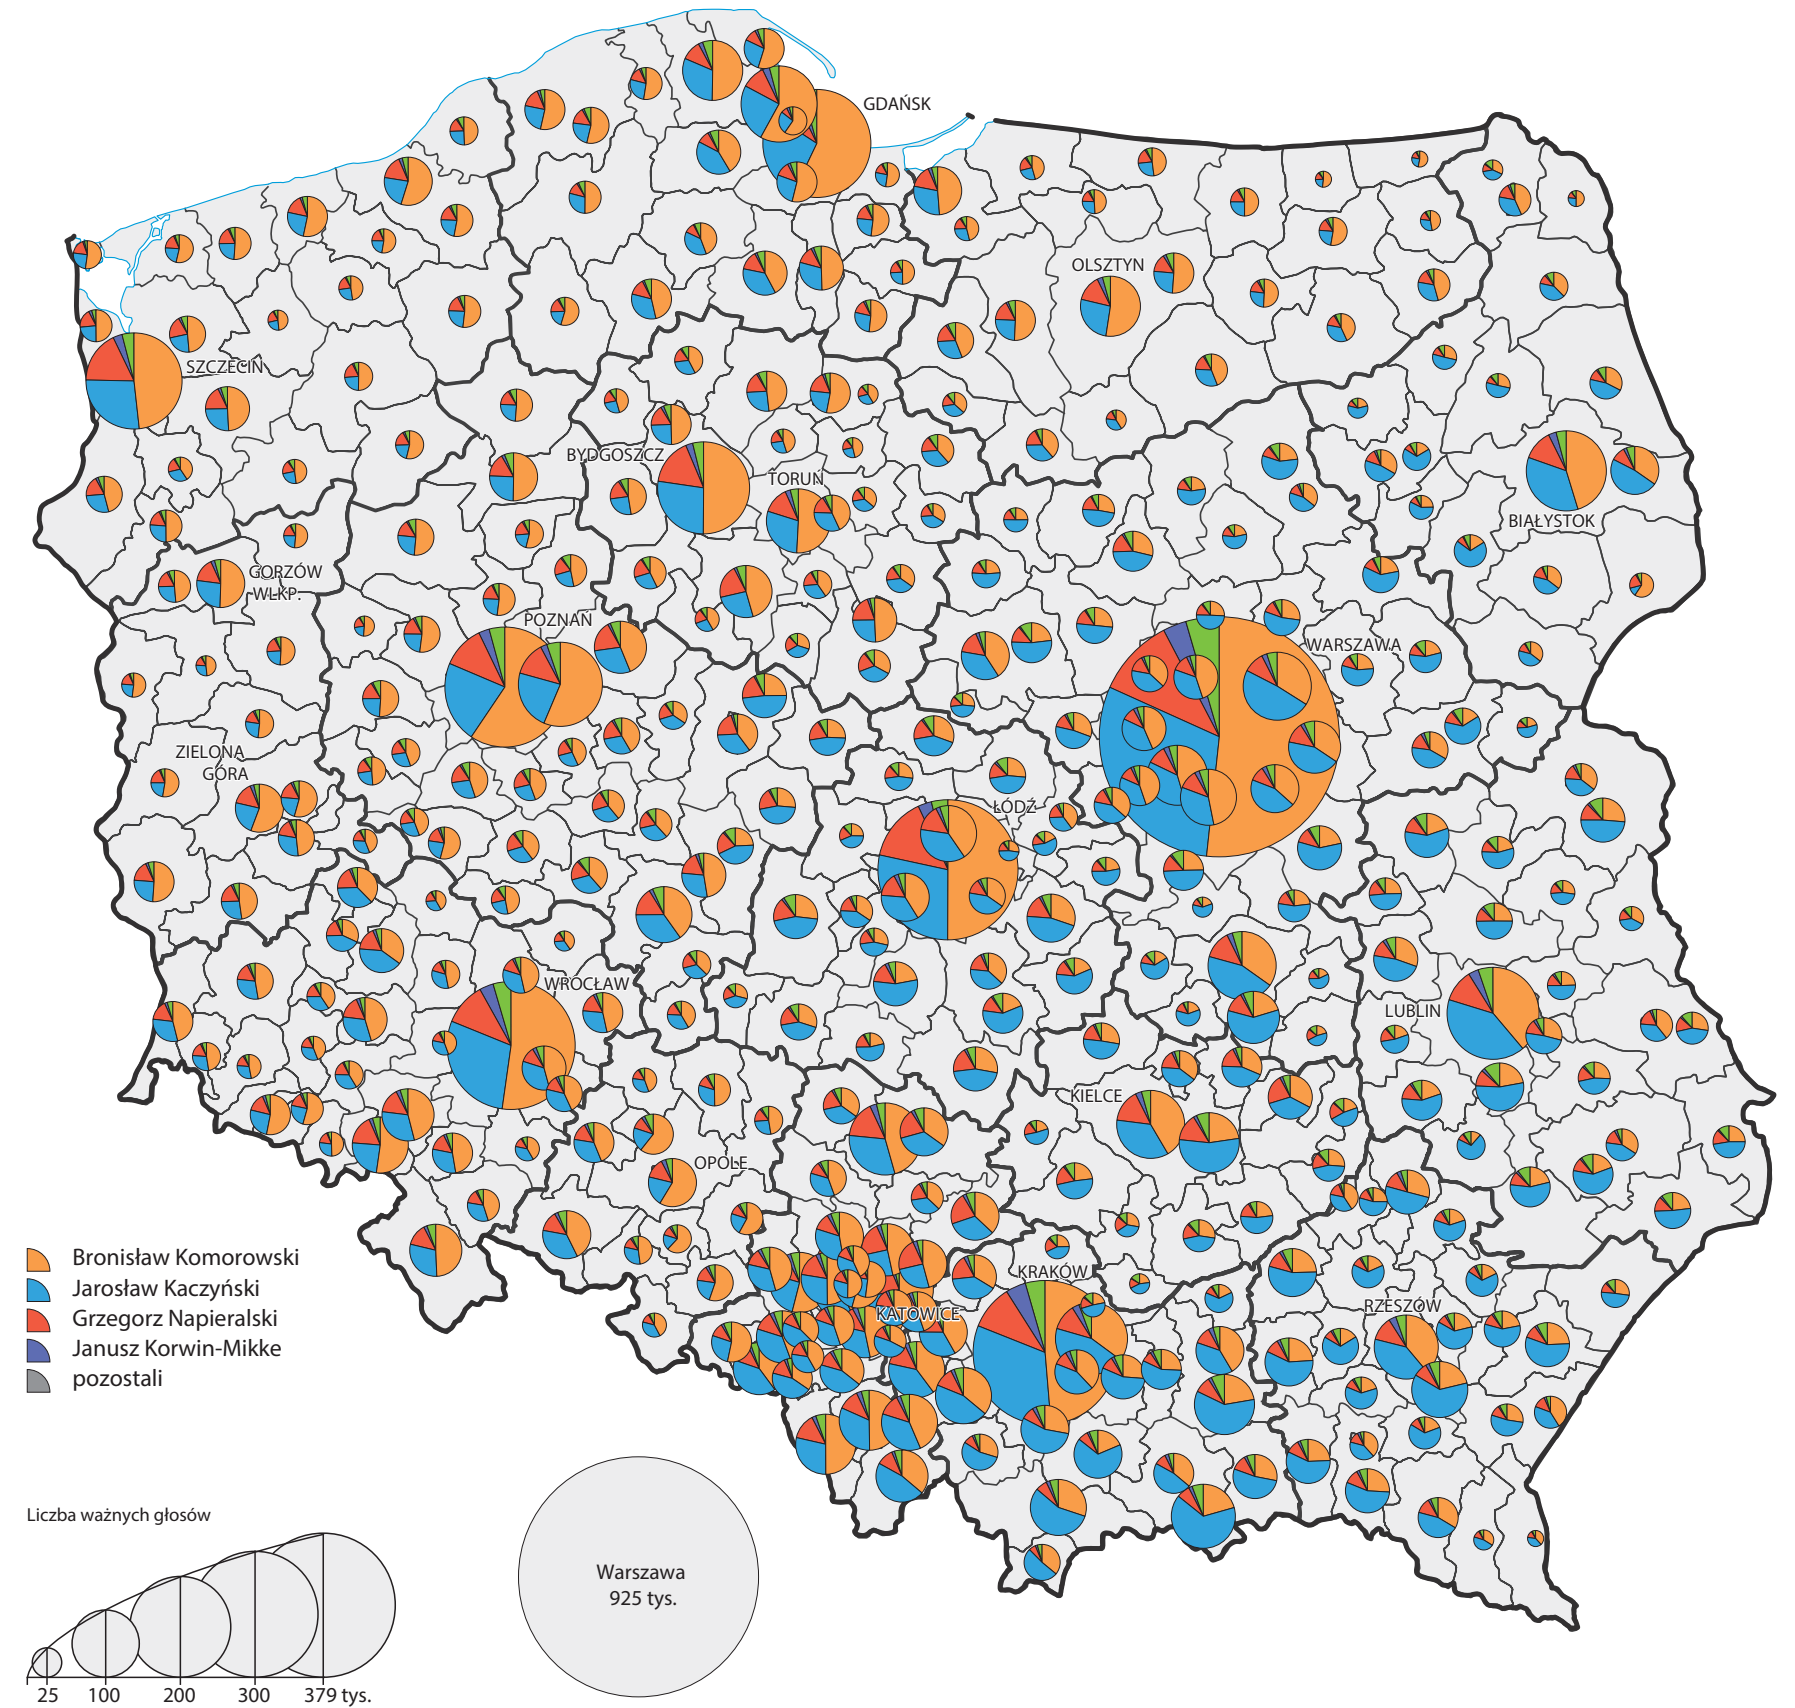 GDAŃSK
OLSZTYN
SZCZECIN
BYDGOSZCZ
TORUŃ
BIAŁYSTOK
GORZÓW
WLKP.
POZNAŃ
WARSZAWA
ZIELONA
GÓRA
ŁÓDŹ
WROCŁAW
LUBLIN
KIELCE
OPOLE
Bronisław Komorowski
Jarosław Kaczyński
Grzegorz Napieralski
Janusz Korwin-Mikke
pozostali
KRAKÓW
KATOWICE
RZESZÓW
Liczba ważnych głosów
25 100 200 300 379 tys.
Warszawa
925 tys.